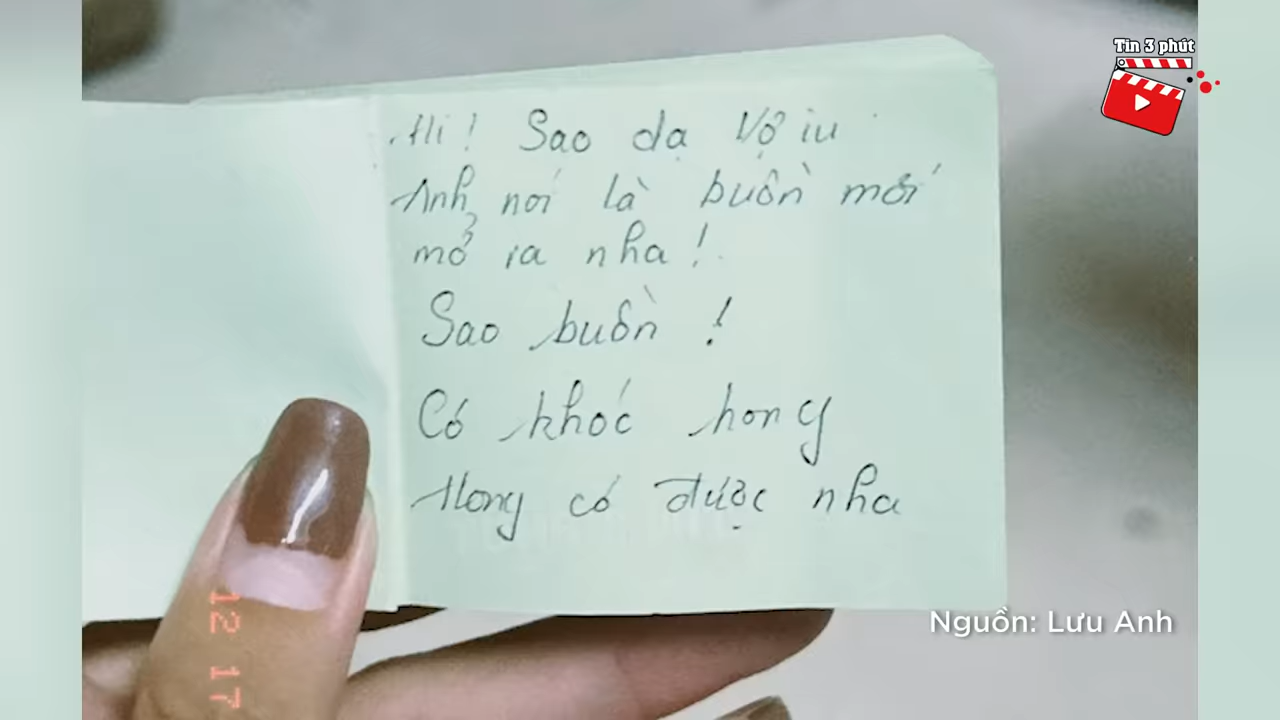 Tin 3 phút
Hi! Sao dạ Vợ iu
Anh nói là buồn mới
mở ra nha!
Sao buồn!
Có khóc hong
Hong có được nha
Nguồn: Lưu Anh
12 17